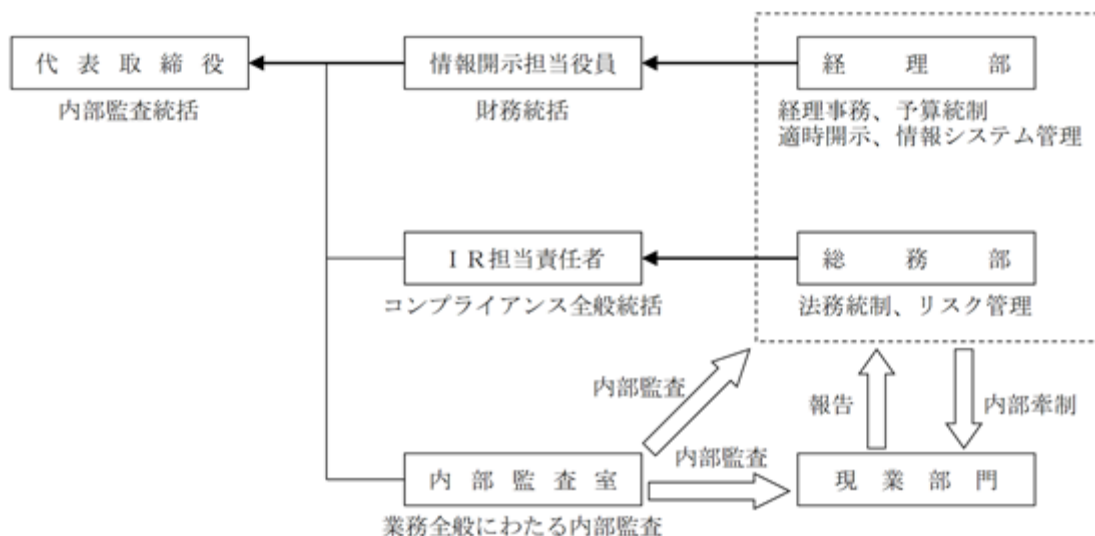 代表取締役
内部監査統括
情報開示担当役員
財務統括
経理部
経理事務、予算統制
適時開示、情報システム管理
ＩＲ担当責任者
コンプライアンス全般統括
総務部
法務統制、リスク管理
内部監査
報告
内部牽制
内部監査
内部監査室
業務全般にわたる内部監査
現業部門